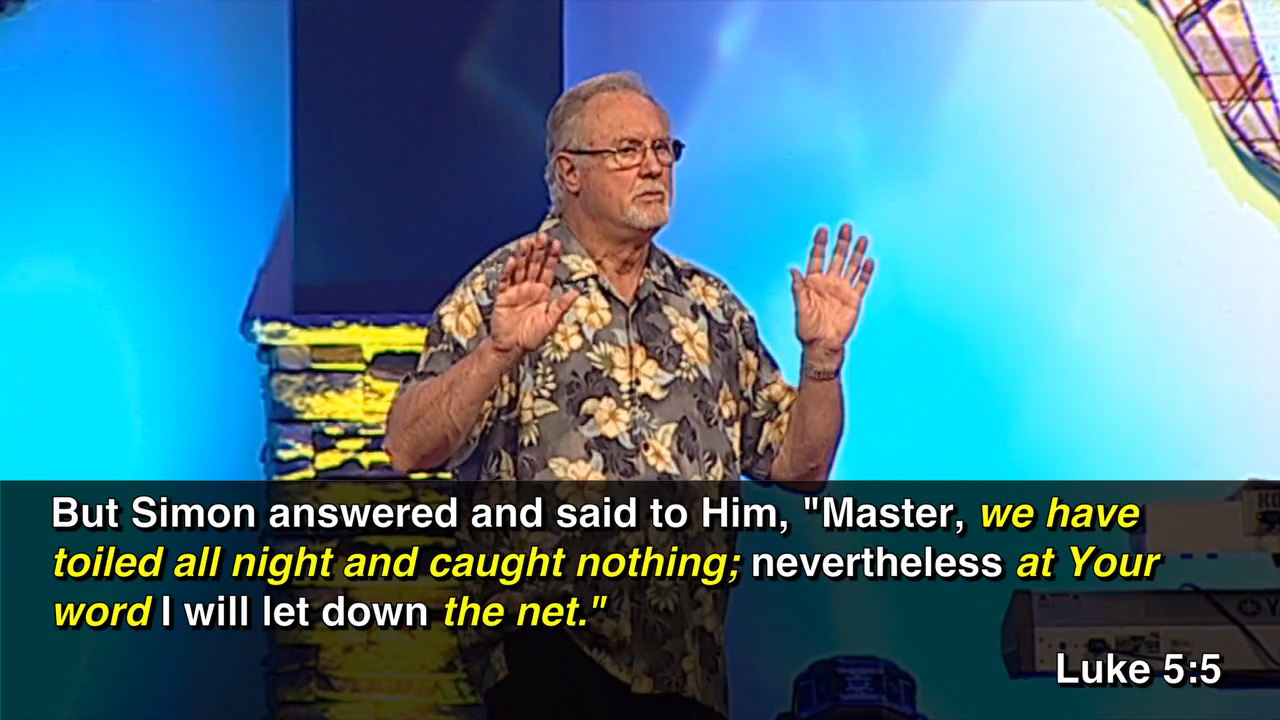 But Simon answered and said to Him, "Master, we have
toiled all night and caught nothing; nevertheless at Your
word I will let down the net."
Luke 5:5